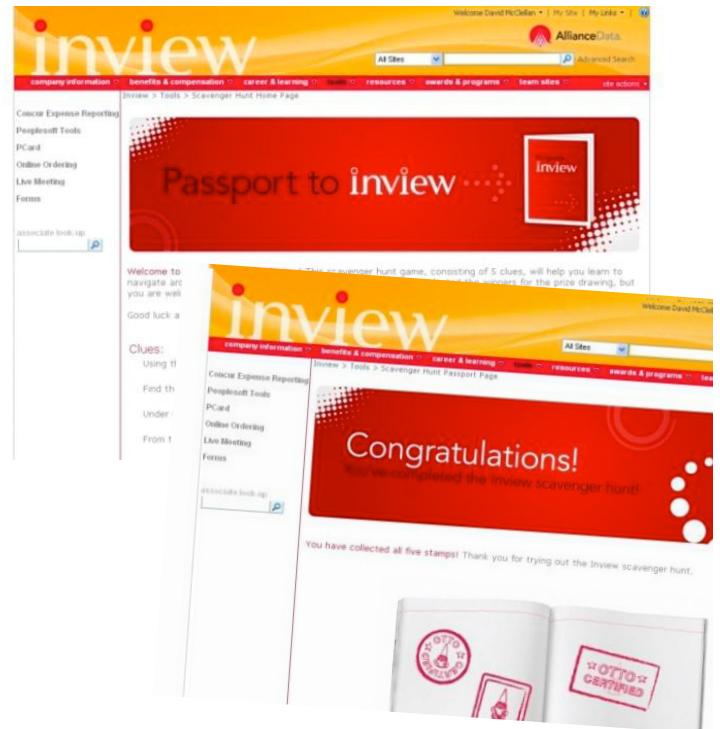 Welcome David McClellan | My Site | My Links
inview
AllianceData.
All Sites
Advanced Search
company information benefits & compensation career & learning tools resources awards & programs team sites site actions
Inview > Tools > Scavenger Hunt Home Page
Concur Expense Reporting
Peoplesoft Tools
PCard
Online Ordering
Live Meeting
Forms
associate look-up
Passport to inview
inview
Welcome to This scavenger hunt game, consisting of 5 clues, will help you learn to
navigate the winners for the prize drawing, but
you are
Good luck
Clues:
Using
Find
Under
From
inview
Welcome David
All Sites
company information benefits & compensation career & learning tools resources awards & programs
Inview > Tools > Scavenger Hunt Passport Page
Concur Expense Reporting
Peoplesoft Tools
PCard
Online Ordering
Live Meeting
Forms
associate look-up
Congratulations!
You've completed the Inview scavenger hunt!
You have collected all five stamps! Thank you for trying out the Inview scavenger hunt.
OTTO
CERTIFIED
OTTO
CERTIFIED